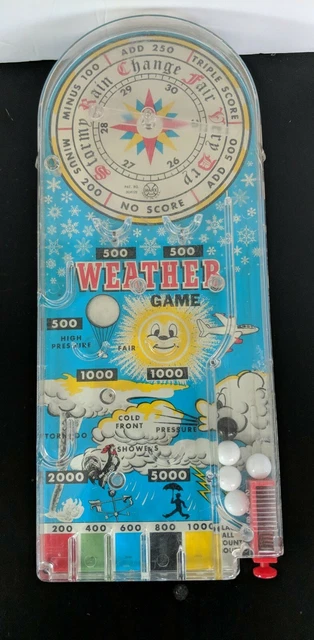 MINUS 100
ADD 250
TRIPLE SCORE
Stormy Rain Change Fair Very Dry
28
29
30
27
26
MINUS 200
NO SCORE
ADD 500
500
500
WEATHER
GAME
500
HIGH
PRESSURE
FAIR
1000
1000
COLD
FRONT
PRESSURE
TORNADO
SHOWERS
2000
5000
200
400
600
800
1000
ALL